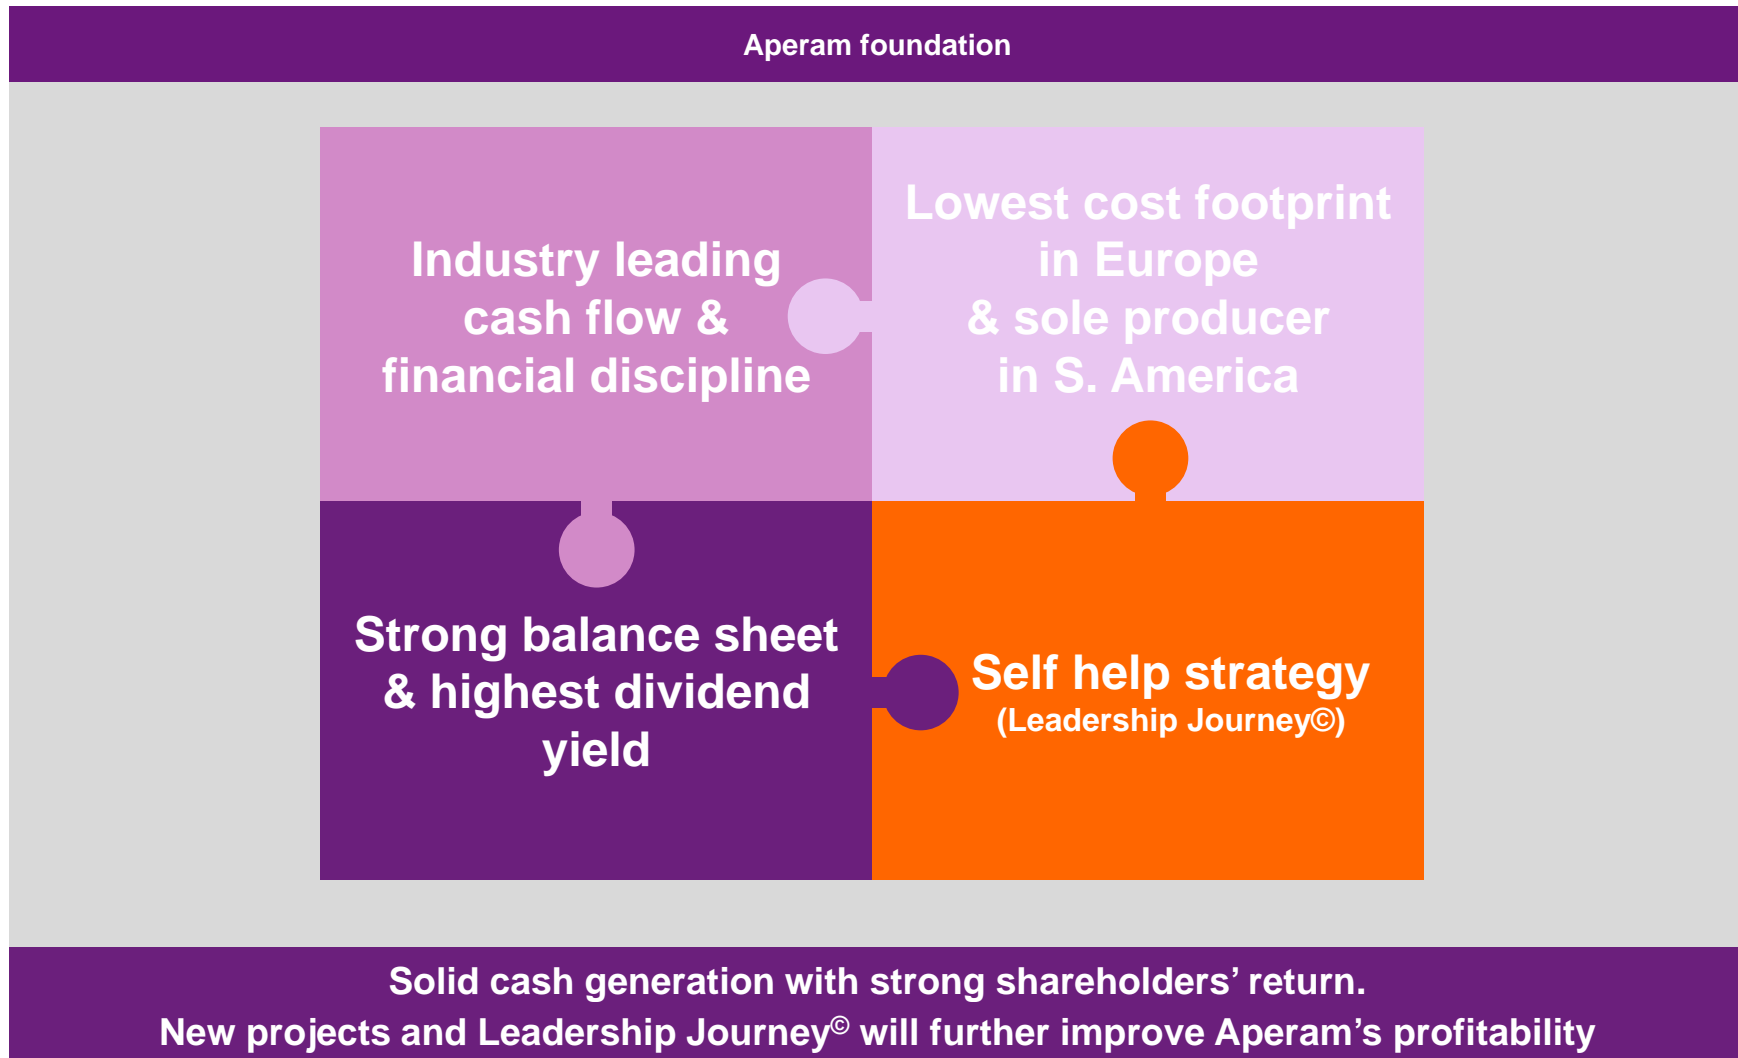 Aperam foundation
Industry leading
cash flow &
financial discipline
Lowest cost footprint
in Europe
& sole producer
in S. America
Strong balance sheet
& highest dividend
yield
Self help strategy
(Leadership Journey©)
Solid cash generation with strong shareholders’ return.
New projects and Leadership Journey© will further improve Aperam’s profitability